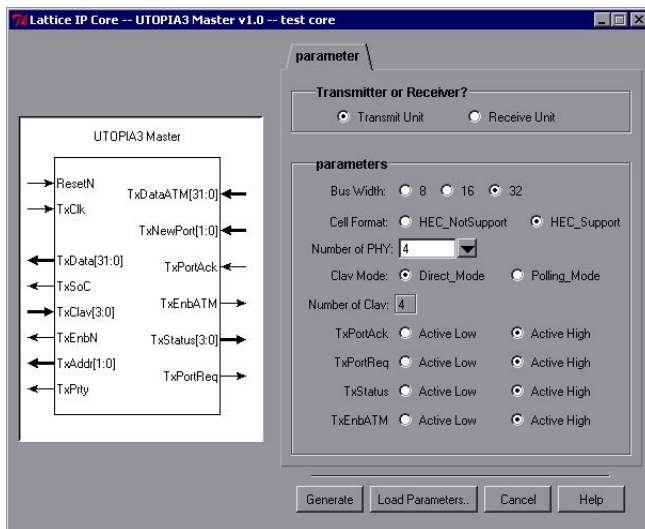 Lattice IP Core -- UTOPIA3 Master v1.0 -- test core
parameter
Transmitter or Receiver?
Transmit Unit Receive Unit
UTOPIA3 Master
ResetN
TxClk
TxData[31:0]
TxSoC
TxClav[3:0]
TxEnbN
TxAddr[1:0]
TxPrty
TxDataATM[31:0]
TxNewPort[1:0]
TxPortAck
TxEnbATM
TxStatus[3:0]
TxPortReq
parameters
Bus Width: 8 16 32
Cell Format: HEC_NotSupport HEC_Support
Number of PHY: 4
Clav Mode: Direct_Mode Polling_Mode
Number of Clav: 4
TxPortAck Active Low Active High
TxPortReq Active Low Active High
TxStatus Active Low Active High
TxEnbATM Active Low Active High
Generate Load Parameters.. Cancel Help